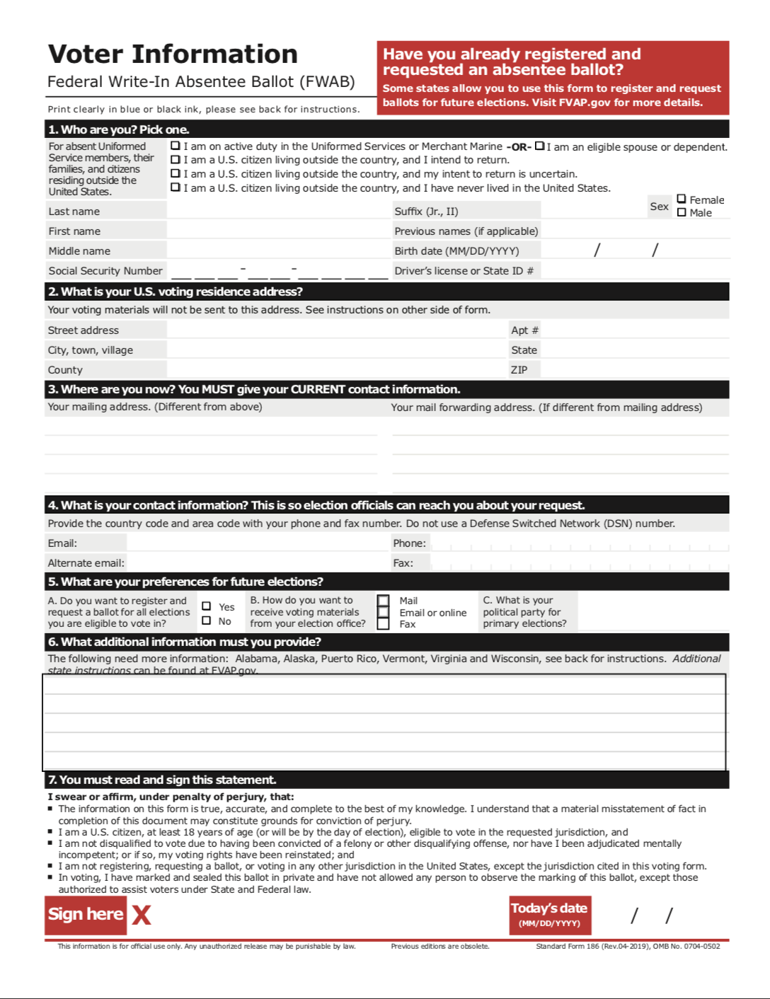 Voter Information
Federal Write-In Absentee Ballot (FWAB)
Print clearly in blue or black ink, please see back for instructions.
Have you already registered and
requested an absentee ballot?
Some states allow you to use this form to register and request
ballots for future elections. Visit FVAP.gov for more details.
1. Who are you? Pick one.
For absent Uniformed
Service members, their
families, and citizens
residing outside the
United States.
I am on active duty in the Uniformed Services or Merchant Marine -OR- I am an eligible spouse or dependent.
I am a U.S. citizen living outside the country, and I intend to return.
I am a U.S. citizen living outside the country, and my intent to return is uncertain.
I am a U.S. citizen living outside the country, and I have never lived in the United States.
Last name
Suffix (Jr., II)
Sex
Female
Male
First name
Previous names (if applicable)
Middle name
Birth date (MM/DD/YYYY) / /
Social Security Number - -
Driver's license or State ID #
2. What is your U.S. voting residence address?
Your voting materials will not be sent to this address. See instructions on other side of form.
Street address
Apt #
City, town, village
State
County
ZIP
3. Where are you now? You MUST give your CURRENT contact information.
Your mailing address. (Different from above)
Your mail forwarding address. (If different from mailing address)
4. What is your contact information? This is so election officials can reach you about your request.
Provide the country code and area code with your phone and fax number. Do not use a Defense Switched Network (DSN) number.
Email:
Phone:
Alternate email:
Fax:
5. What are your preferences for future elections?
A. Do you want to register and
request a ballot for all elections
you are eligible to vote in?
Yes
No
B. How do you want to
receive voting materials
from your election office?
Mail
Email or online
Fax
C. What is your
political party for
primary elections?
6. What additional information must you provide?
The following need more information: Alabama, Alaska, Puerto Rico, Vermont, Virginia and Wisconsin, see back for instructions. Additional
state instructions can be found at FVAP.gov.
7. You must read and sign this statement.
I swear or affirm, under penalty of perjury, that:
▪ The information on this form is true, accurate, and complete to the best of my knowledge. I understand that a material misstatement of fact in
completion of this document may constitute grounds for conviction of perjury.
▪ I am a U.S. citizen, at least 18 years of age (or will be by the day of election), eligible to vote in the requested jurisdiction, and
▪ I am not disqualified to vote due to having been convicted of a felony or other disqualifying offense, nor have I been adjudicated mentally
incompetent; or if so, my voting rights have been reinstated; and
▪ I am not registering, requesting a ballot, or voting in any other jurisdiction in the United States, except the jurisdiction cited in this voting form.
▪ In voting, I have marked and sealed this ballot in private and have not allowed any person to observe the marking of this ballot, except those
authorized to assist voters under State and Federal law.
Sign here X
Today's date
(MM/DD/YYYY)
/ /
This information is for official use only. Any unauthorized release may be punishable by law.
Previous editions are obsolete.
Standard Form 186 (Rev.04-2019), OMB No. 0704-0502